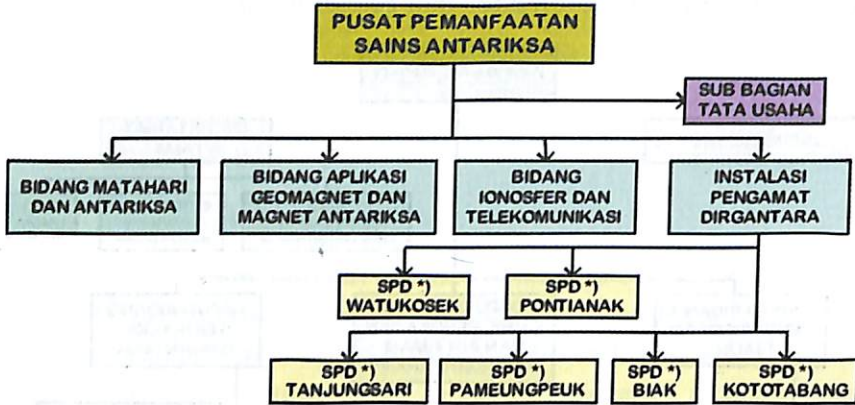 PUSAT PEMANFAATAN
SAINS ANTARIKSA
SUB BAGIAN
TATA USAHA
BIDANG MATAHARI
DAN ANTARIKSA
BIDANG APLIKASI
GEOMAGNET DAN
MAGNET ANTARIKSA
BIDANG
IONOSFER DAN
TELEKOMUNIKASI
INSTALASI
PENGAMAT
DIRGANTARA
SPD *)
WATUKOSEK
SPD *)
PONTIANAK
SPD *)
TANJUNGSARI
SPD *)
PAMEUNGPEUK
SPD *)
BIAK
SPD *)
KOTOTABANG